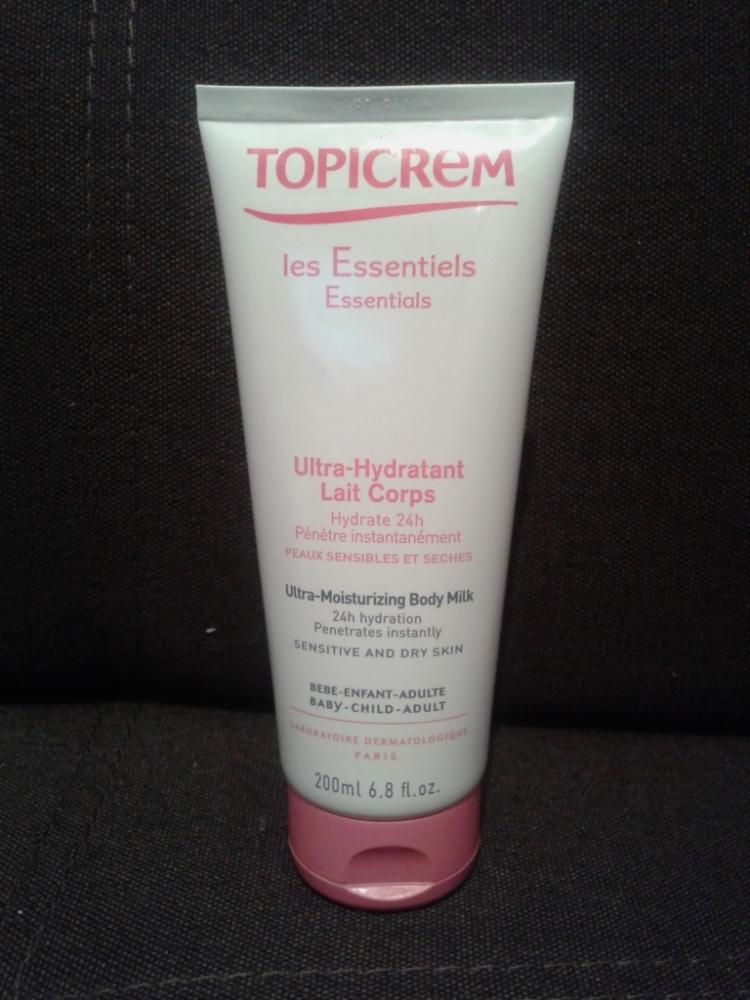 TOPICREM
les Essentiels
Essentials
Ultra-Hydratant
Lait Corps
Hydrate 24h
Pénètre instantanément
PEAUX SENSIBLES ET SECHES
Ultra-Moisturizing Body Milk
24h hydration
Penetrates instantly
SENSITIVE AND DRY SKIN
BEBE-ENFANT-ADULTE
BABY-CHILD-ADULT
LABORATOIRE DERMATOLOGIQUE
PARIS
200ml 6.8 fl.oz.